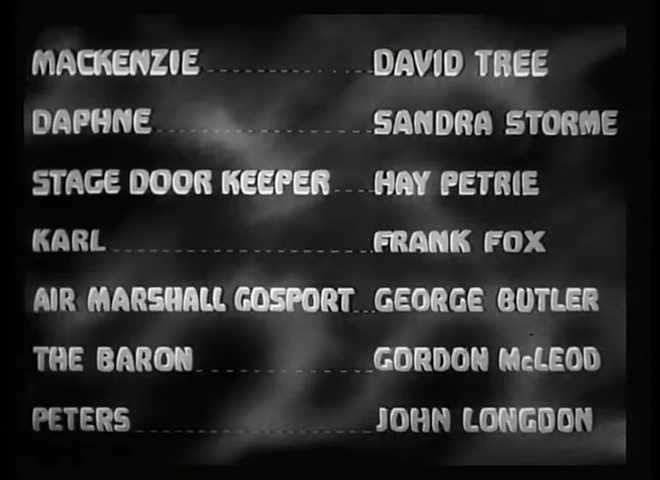 MACKENZIE DAVID TREE
DAPHNE SANDRA STORME
STAGE DOOR KEEPER HAY PETRIE
KARL FRANK FOX
AIR MARSHALL GOSPORT GEORGE BUTLER
THE BARON GORDON McLEOD
PETERS JOHN LONGDON